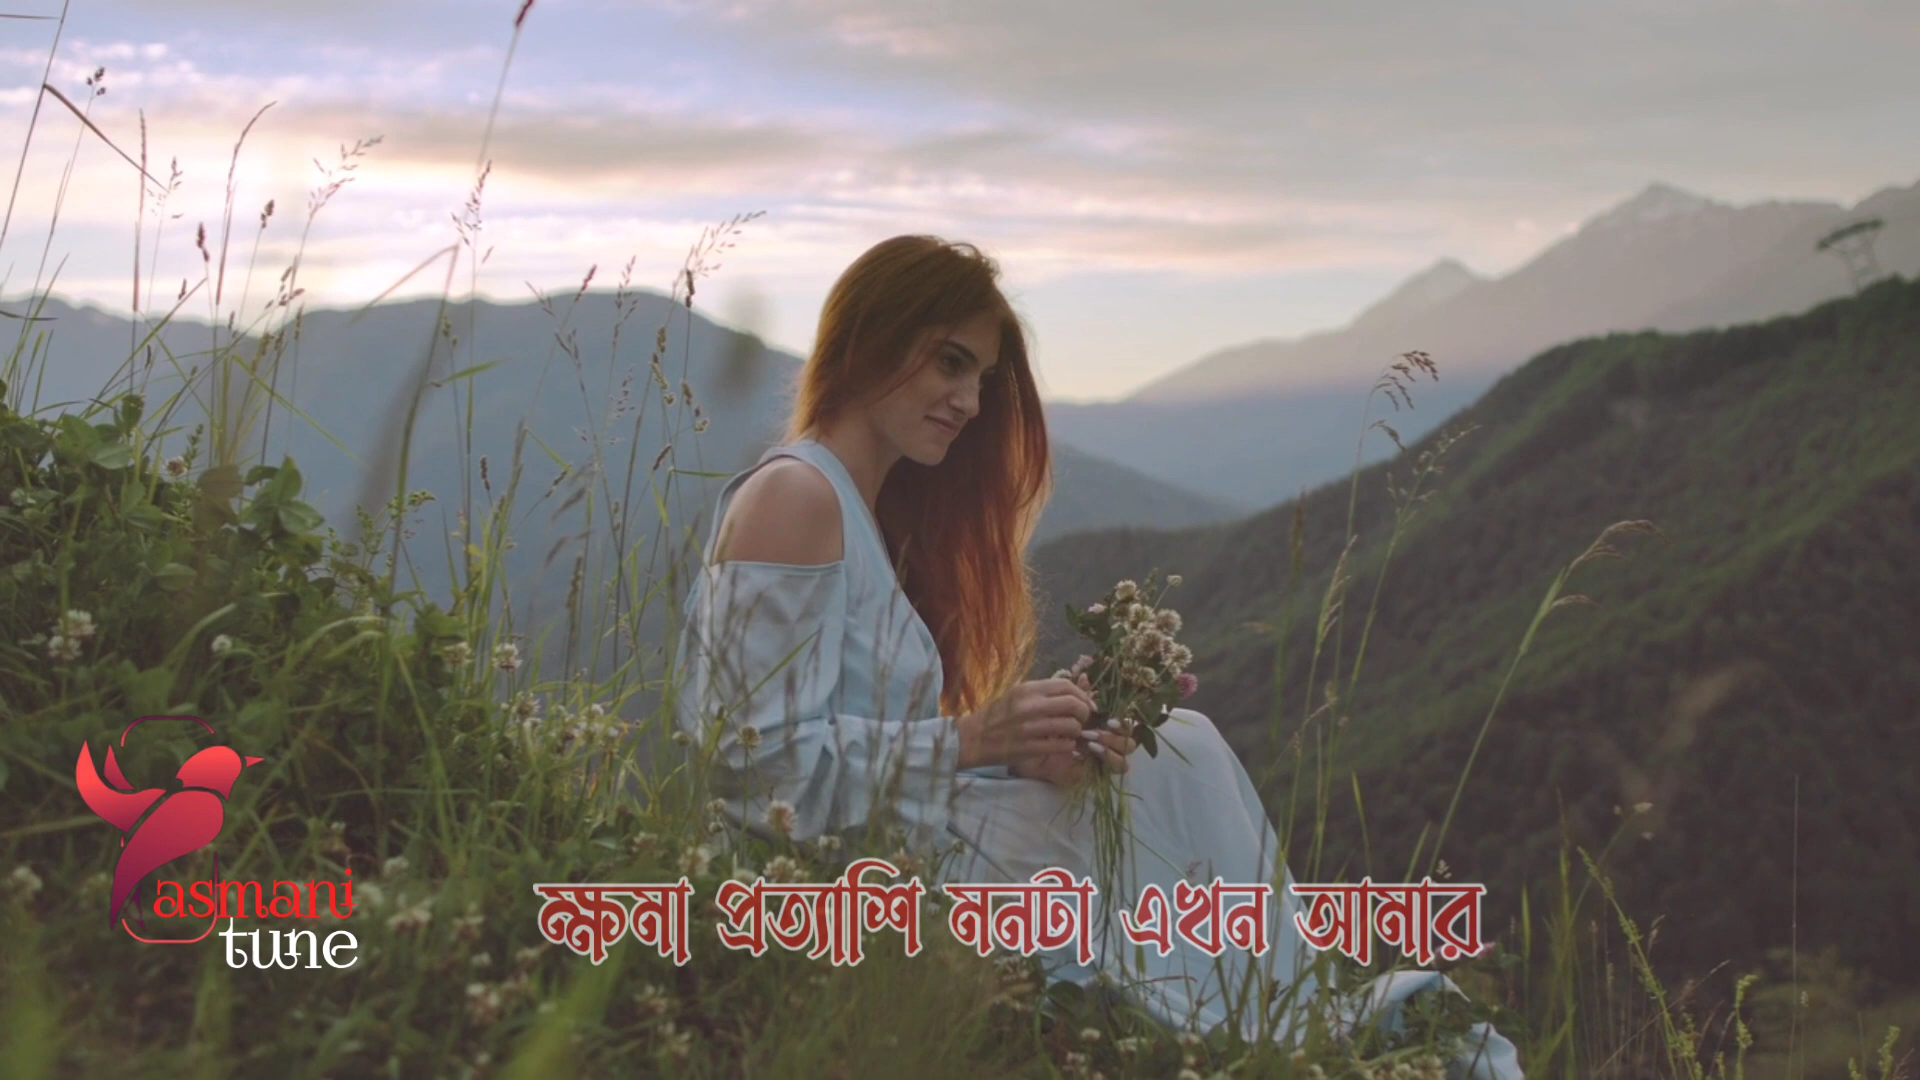 asmani
tune
ক্ষমা প্রত্যাশি মনটা এখন আমার